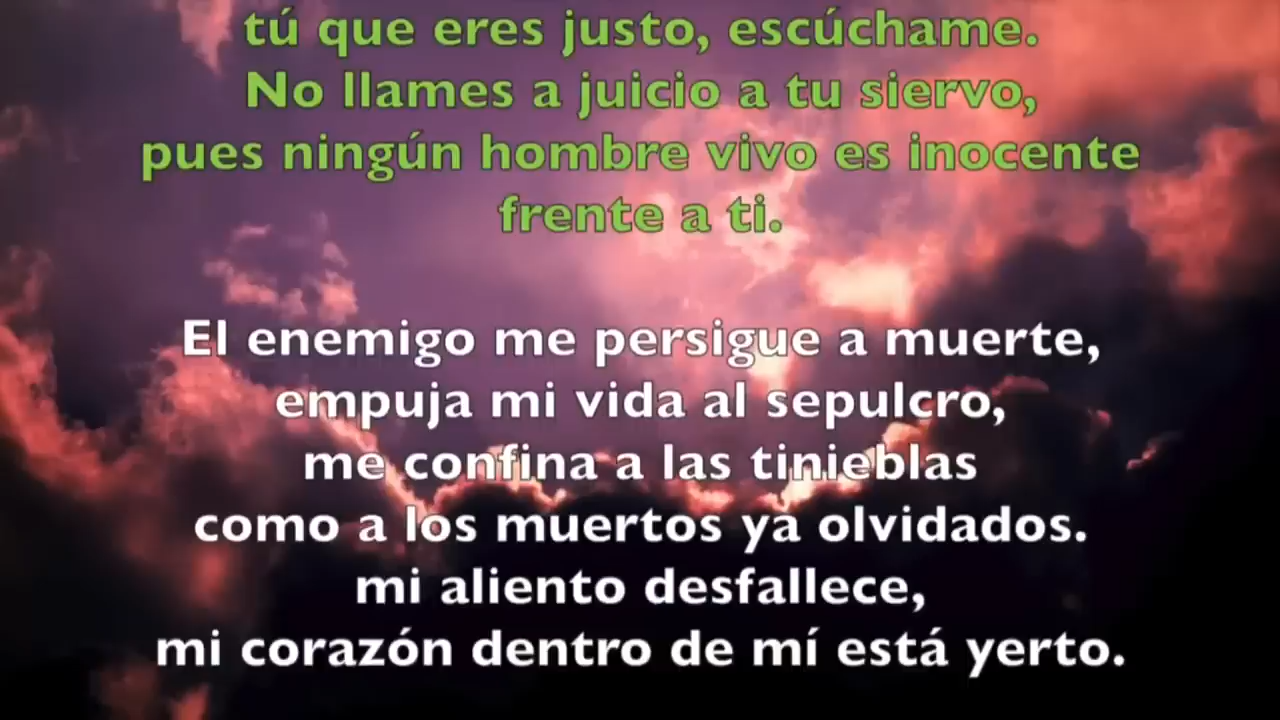 tú que eres justo, escúchame.
No llames a juicio a tu siervo,
pues ningún hombre vivo es inocente
frente a ti.
El enemigo me persigue a muerte,
empuja mi vida al sepulcro,
me confina a las tinieblas
como a los muertos ya olvidados.
mi aliento desfallece,
mi corazón dentro de mí está yerto.